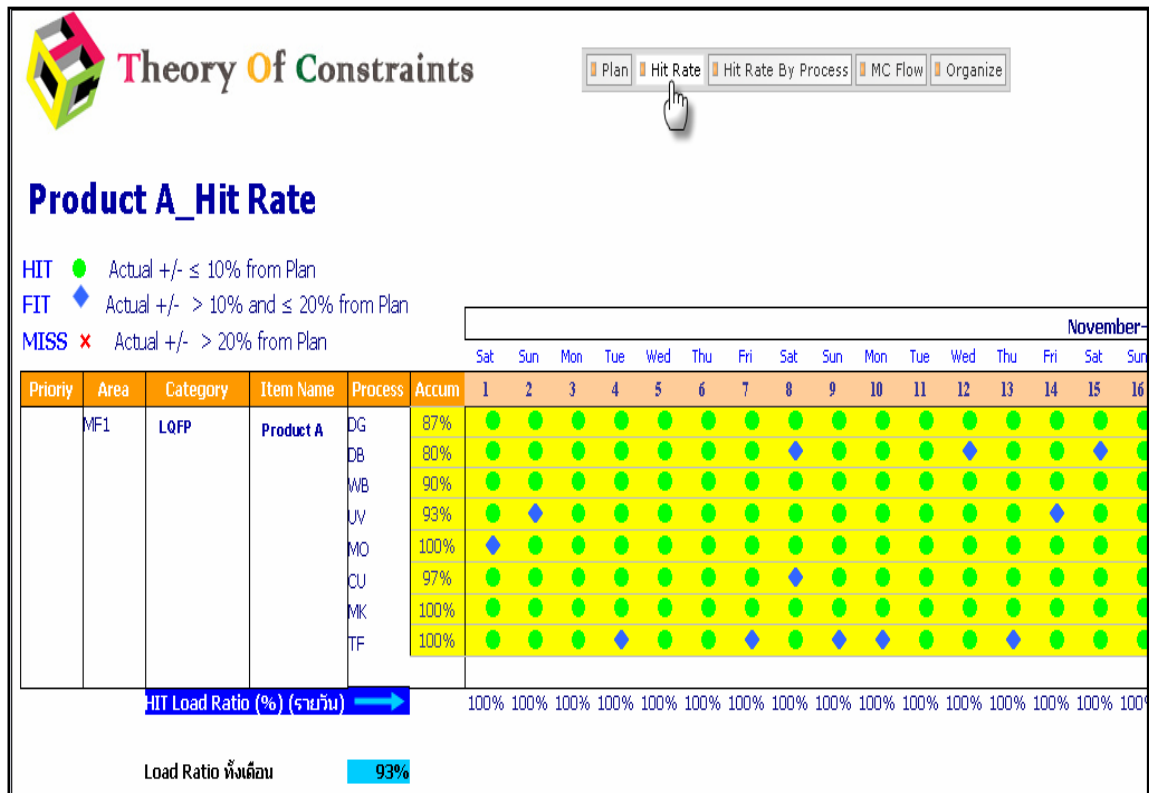 Theory Of Constraints
Plan Hit Rate Hit Rate By Process MC Flow Organize
Product A_Hit Rate
HIT Actual +/- ≤ 10% from Plan
FIT Actual +/- > 10% and ≤ 20% from Plan
MISS Actual +/- > 20% from Plan
November-
Sat Sun Mon Tue Wed Thu Fri Sat Sun Mon Tue Wed Thu Fri Sat Sun
Prioriy Area Category Item Name Process Accum 1 2 3 4 5 6 7 8 9 10 11 12 13 14 15 16
MF1 LQFP Product A DG 87%
DB 80%
WB 90%
UV 93%
MO 100%
CU 97%
MK 100%
TF 100%
HIT Load Ratio (%) (รายวัน) 100% 100% 100% 100% 100% 100% 100% 100% 100% 100% 100% 100% 100% 100% 100% 100
Load Ratio ทั้งเดือน 93%